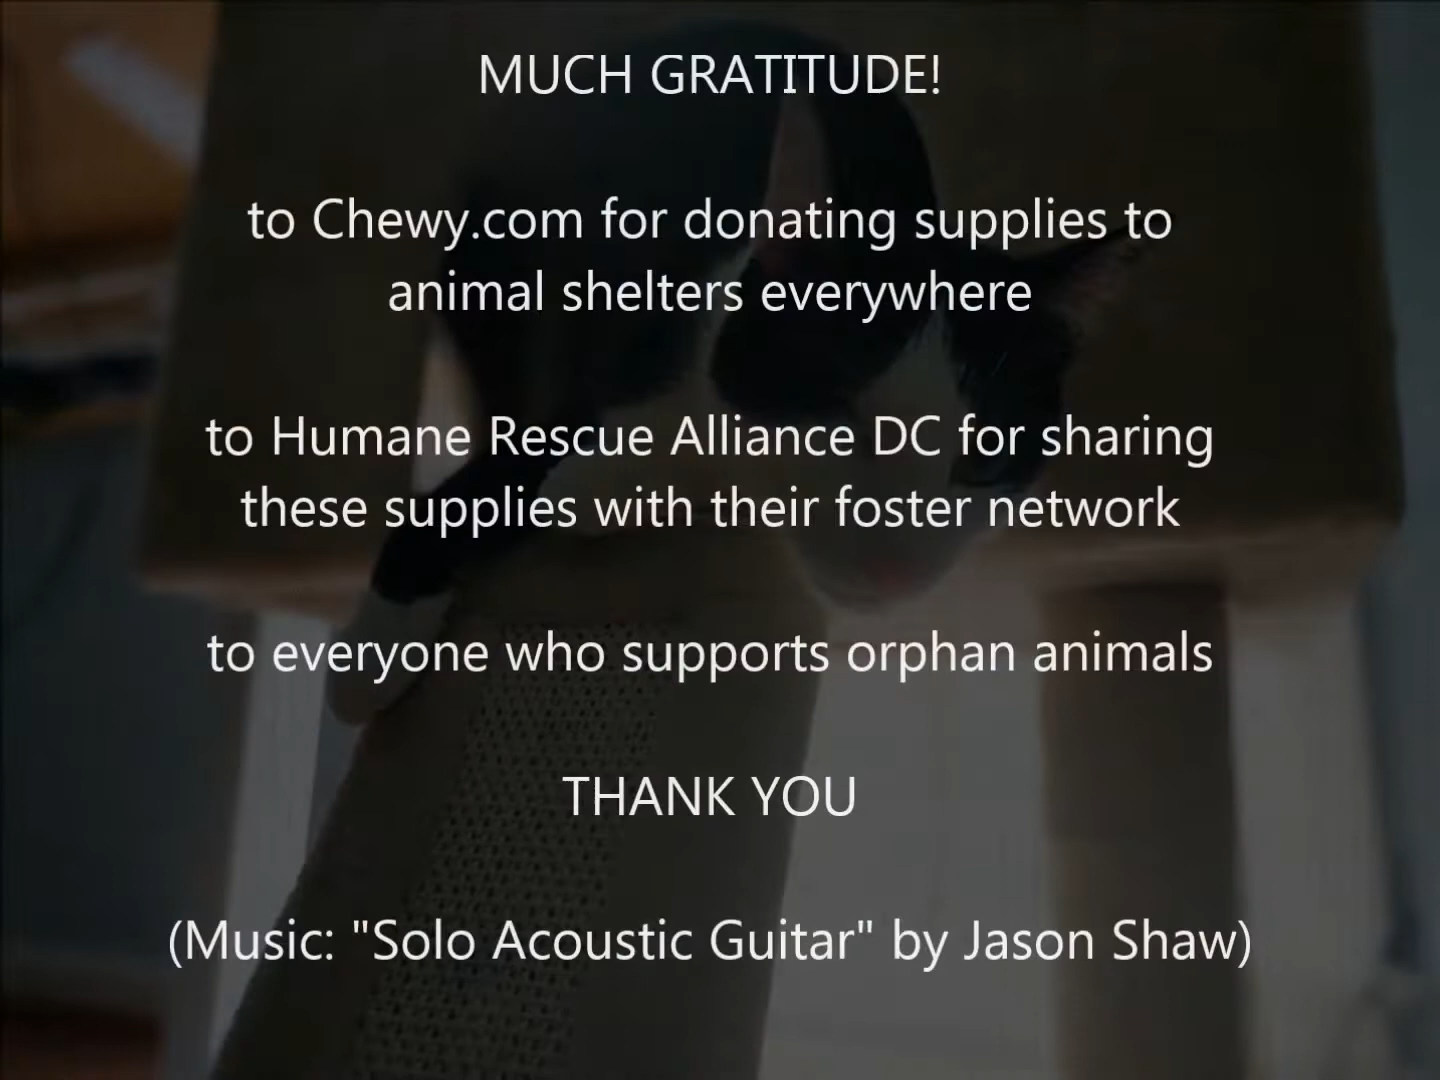 MUCH GRATITUDE!
to Chewy.com for donating supplies to
animal shelters everywhere
to Humane Rescue Alliance DC for sharing
these supplies with their foster network
to everyone who supports orphan animals
THANK YOU
(Music: "Solo Acoustic Guitar" by Jason Shaw)